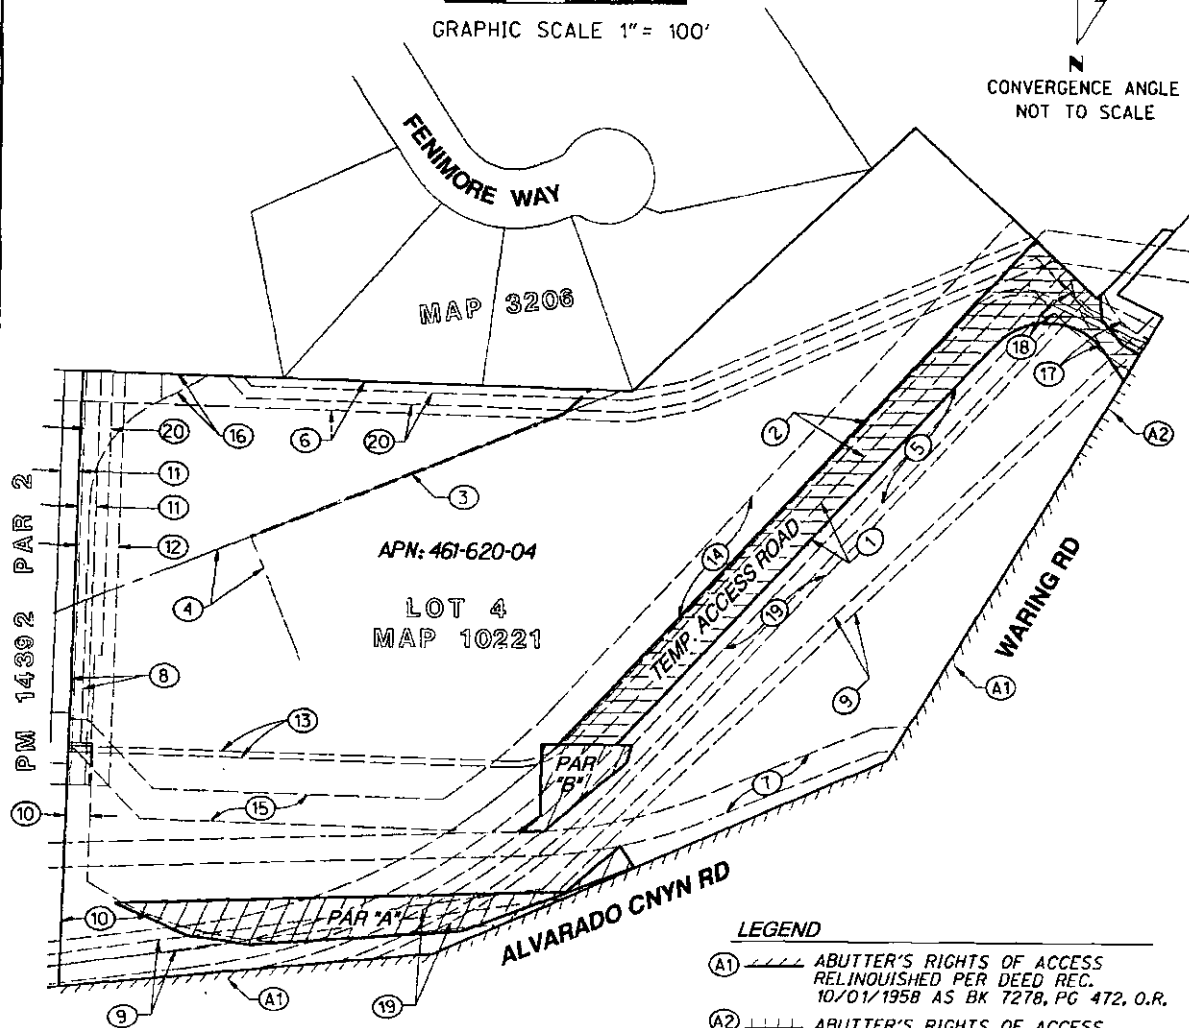 GRAPHIC SCALE 1" = 100'
N
CONVERGENCE ANGLE
NOT TO SCALE
FENIMORE WAY
MAP 3206
18
17
A2
2
5
20
16
6
20
11
11
3
12
APN: 461-620-04
14
1
4
LOT 4
MAP 10221
TEMP. ACCESS ROAD
19
WARING RD
PM 14392 PAR 2
8
A1
9
13
PAR
"B"
7
15
10
10
PAR "A"
ALVARADO CNYN RD
9
A1
19
LEGEND
A1 ABUTTER'S RIGHTS OF ACCESS
RELINQUISHED PER DEED REC.
10/01/1958 AS BK 7278, PG 472, O.R.
A2 ABUTTER'S RIGHTS OF ACCESS